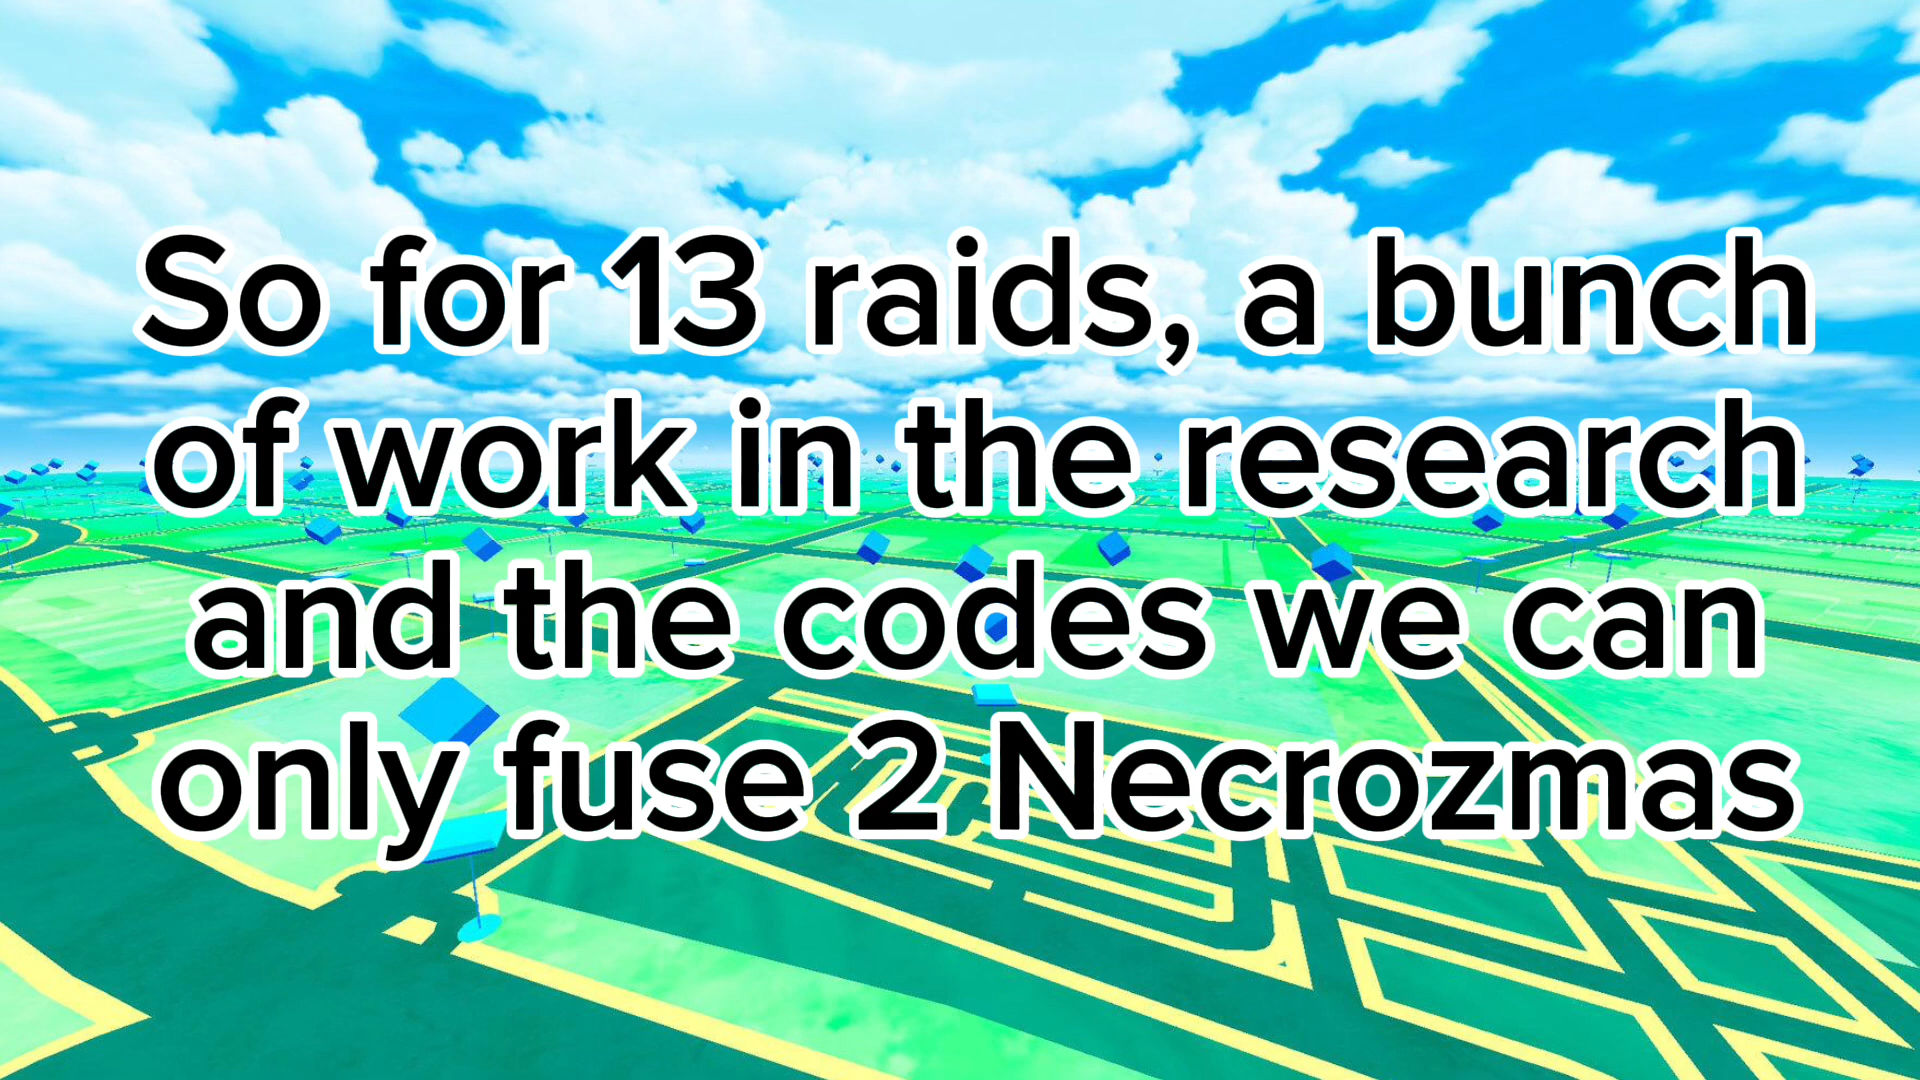 So for 13 raids, a bunch
of work in the research
and the codes we can
only fuse 2 Necrozmas